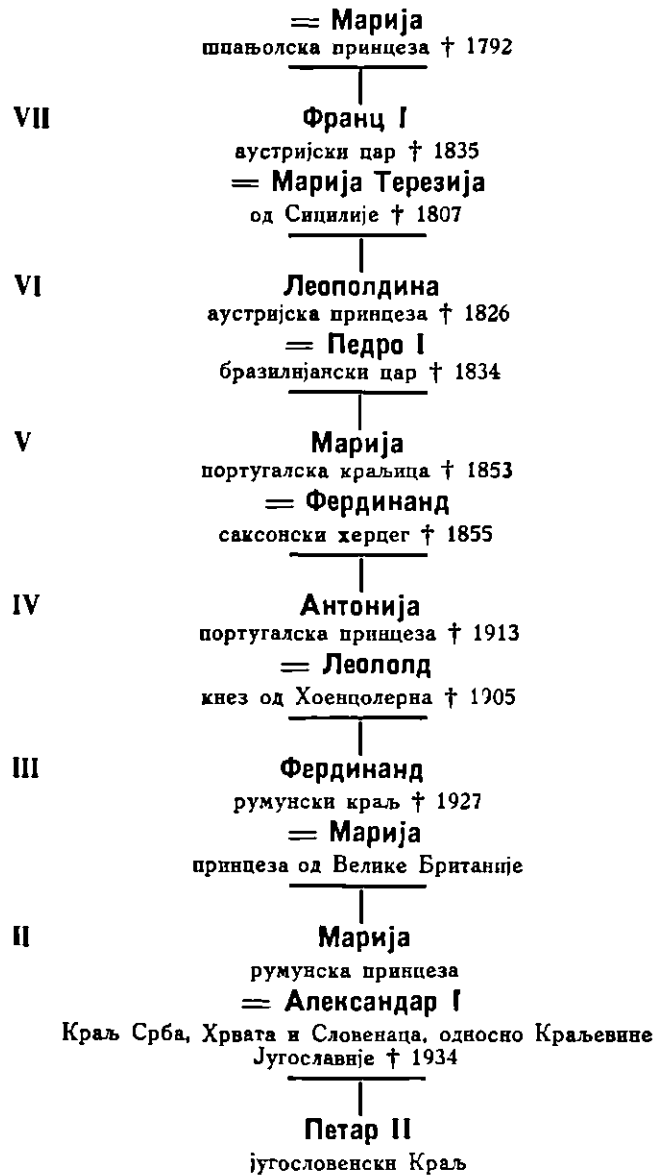 = Марија
шпањолска принцеза † 1792
VII Франц I
аустријски цар † 1835
= Марија Терезија
од Сицилије † 1807
VI Леополдина
аустријска принцеза † 1826
= Педро I
бразилијански цар † 1834
V Марија
португалска краљица † 1853
= Фердинанд
саксонски херцег † 1855
IV Антонија
португалска принцеза † 1913
= Леополд
кнез од Хоенцолерна † 1905
III Фердинанд
румунски краљ † 1927
= Марија
принцеза од Велике Британије
II Марија
румунска принцеза
= Александар I
Краљ Срба, Хрвата и Словенаца, односно Краљевине
Југославије † 1934
Петар II
југословенски Краљ